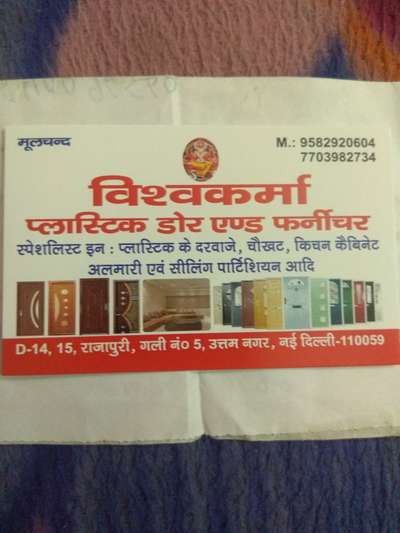 मूलचन्द
M.: 9582920604
7703982734
विश्वकर्मा
प्लास्टिक डोर एण्ड फर्नीचर
स्पेशलिस्ट इन : प्लास्टिक के दरवाजे, चौखट, किचन कैबिनेट
अलमारी एवं सीलिंग पार्टिशियन आदि
D-14, 15, राजापुरी, गली नं० 5, उत्तम नगर, नई दिल्ली-110059